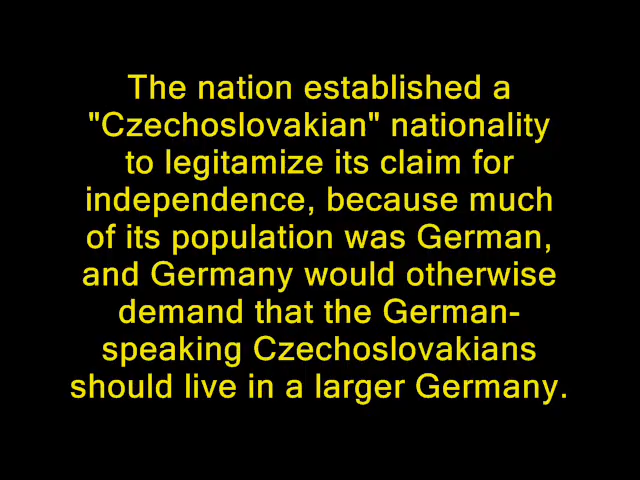 The nation established a
"Czechoslovakian" nationality
to legitamize its claim for
independence, because much
of its population was German,
and Germany would otherwise
demand that the German-
speaking Czechoslovakians
should live in a larger Germany.